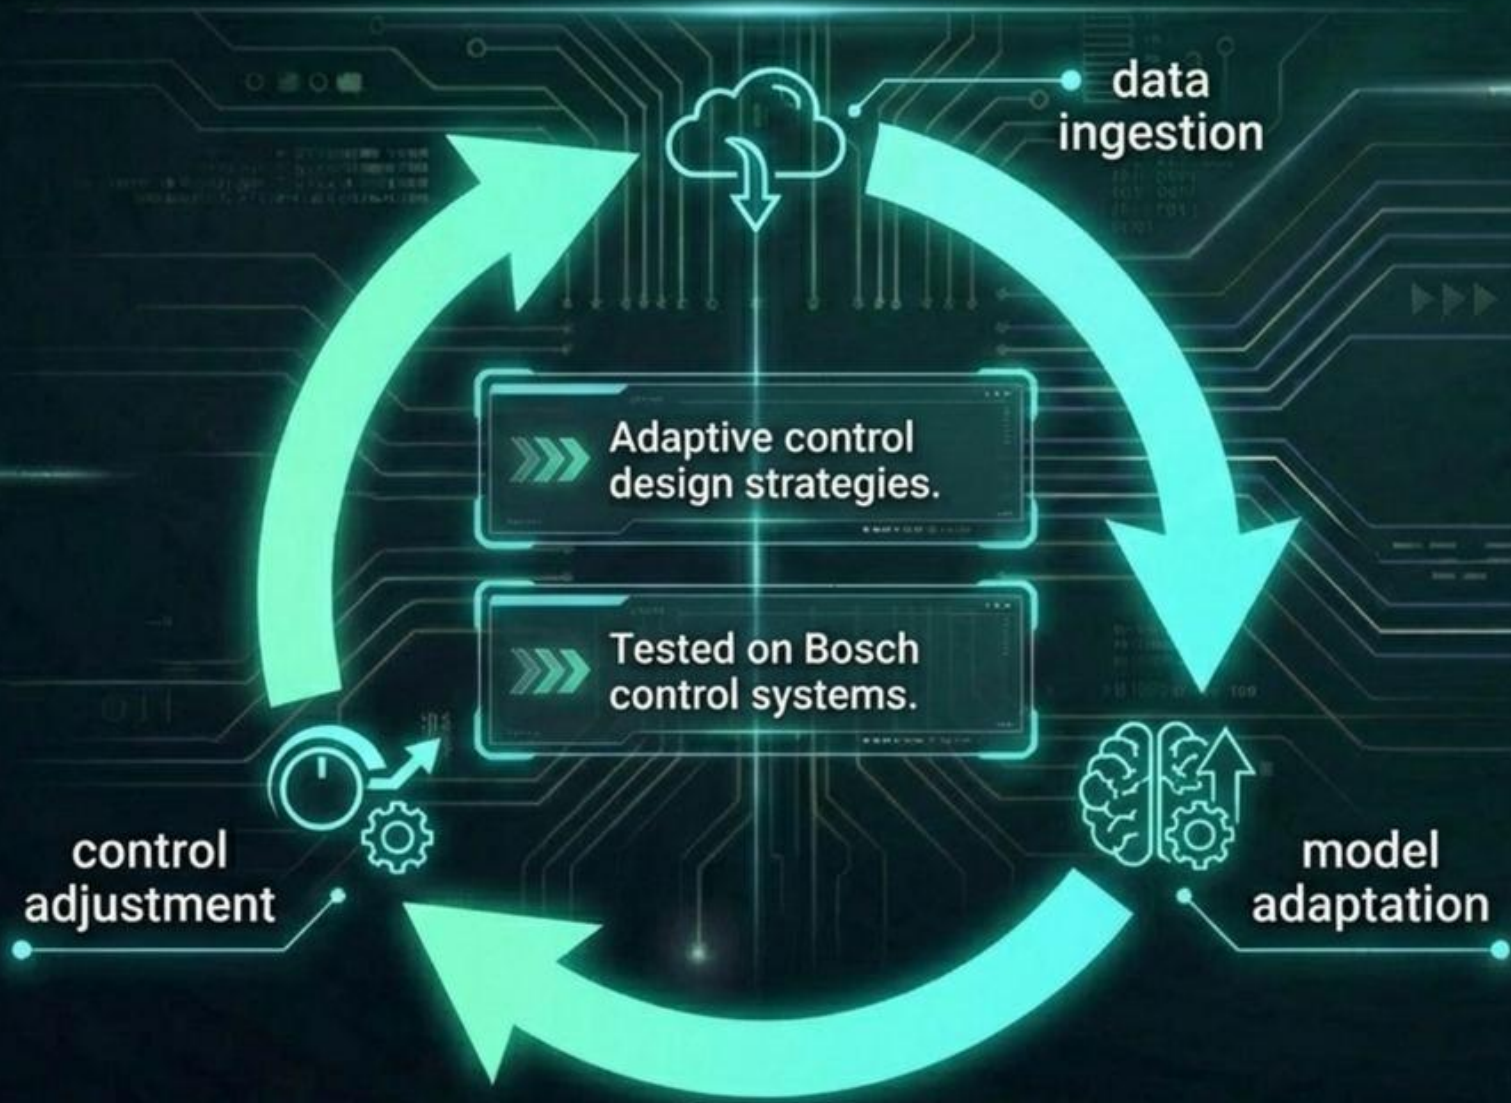 data
ingestion
Adaptive control
design strategies.
Tested on Bosch
control systems.
control
adjustment
model
adaptation